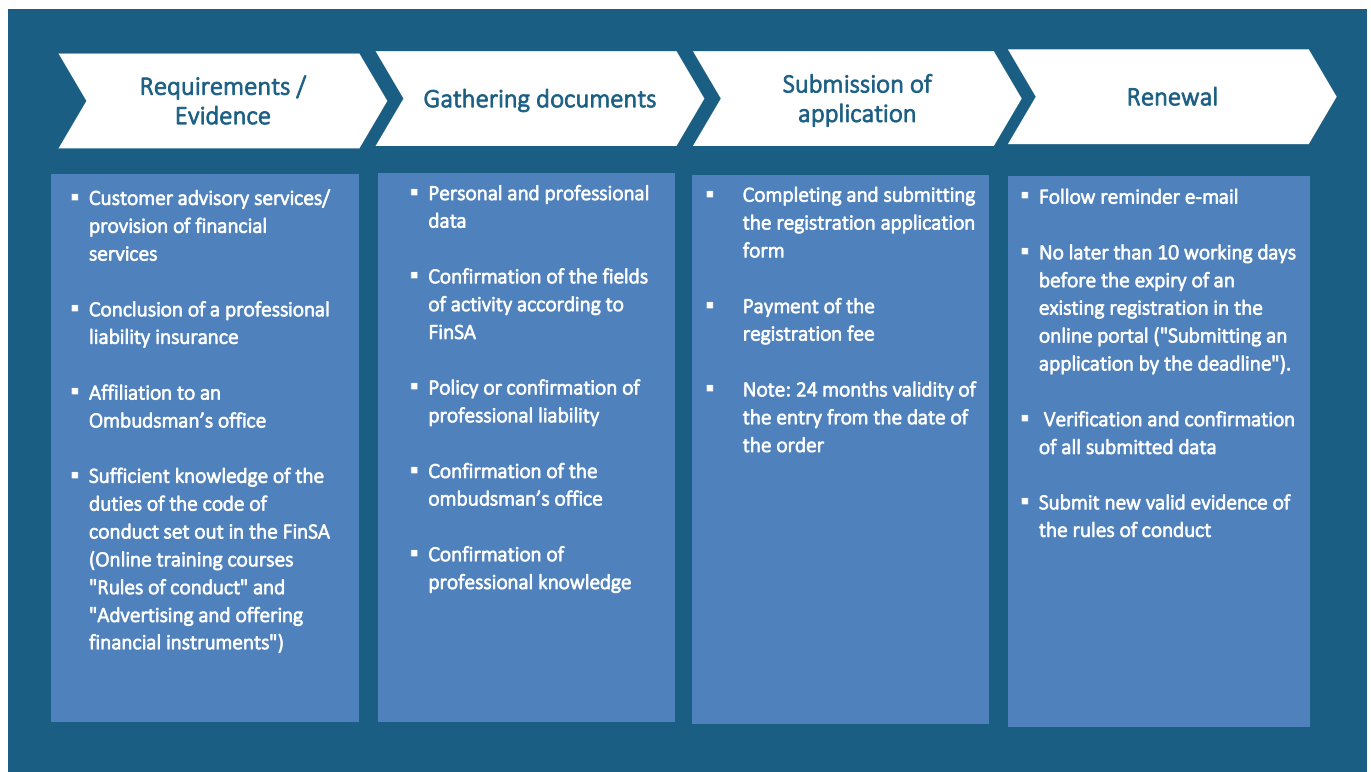 Requirements /
Evidence
Gathering documents
Submission of
application
Renewal
▪ Customer advisory services/
provision of financial
services
▪ Conclusion of a professional
liability insurance
▪ Affiliation to an
Ombudsman’s office
▪ Sufficient knowledge of the
duties of the code of
conduct set out in the FinSA
(Online training courses
"Rules of conduct" and
"Advertising and offering
financial instruments")
▪ Personal and professional
data
▪ Confirmation of the fields
of activity according to
FinSA
▪ Policy or confirmation of
professional liability
▪ Confirmation of the
ombudsman’s office
▪ Confirmation of
professional knowledge
▪ Completing and submitting
the registration application
form
▪ Payment of the
registration fee
▪ Note: 24 months validity of
the entry from the date of
the order
▪ Follow reminder e-mail
▪ No later than 10 working days
before the expiry of an
existing registration in the
online portal ("Submitting an
application by the deadline").
▪ Verification and confirmation
of all submitted data
▪ Submit new valid evidence of
the rules of conduct